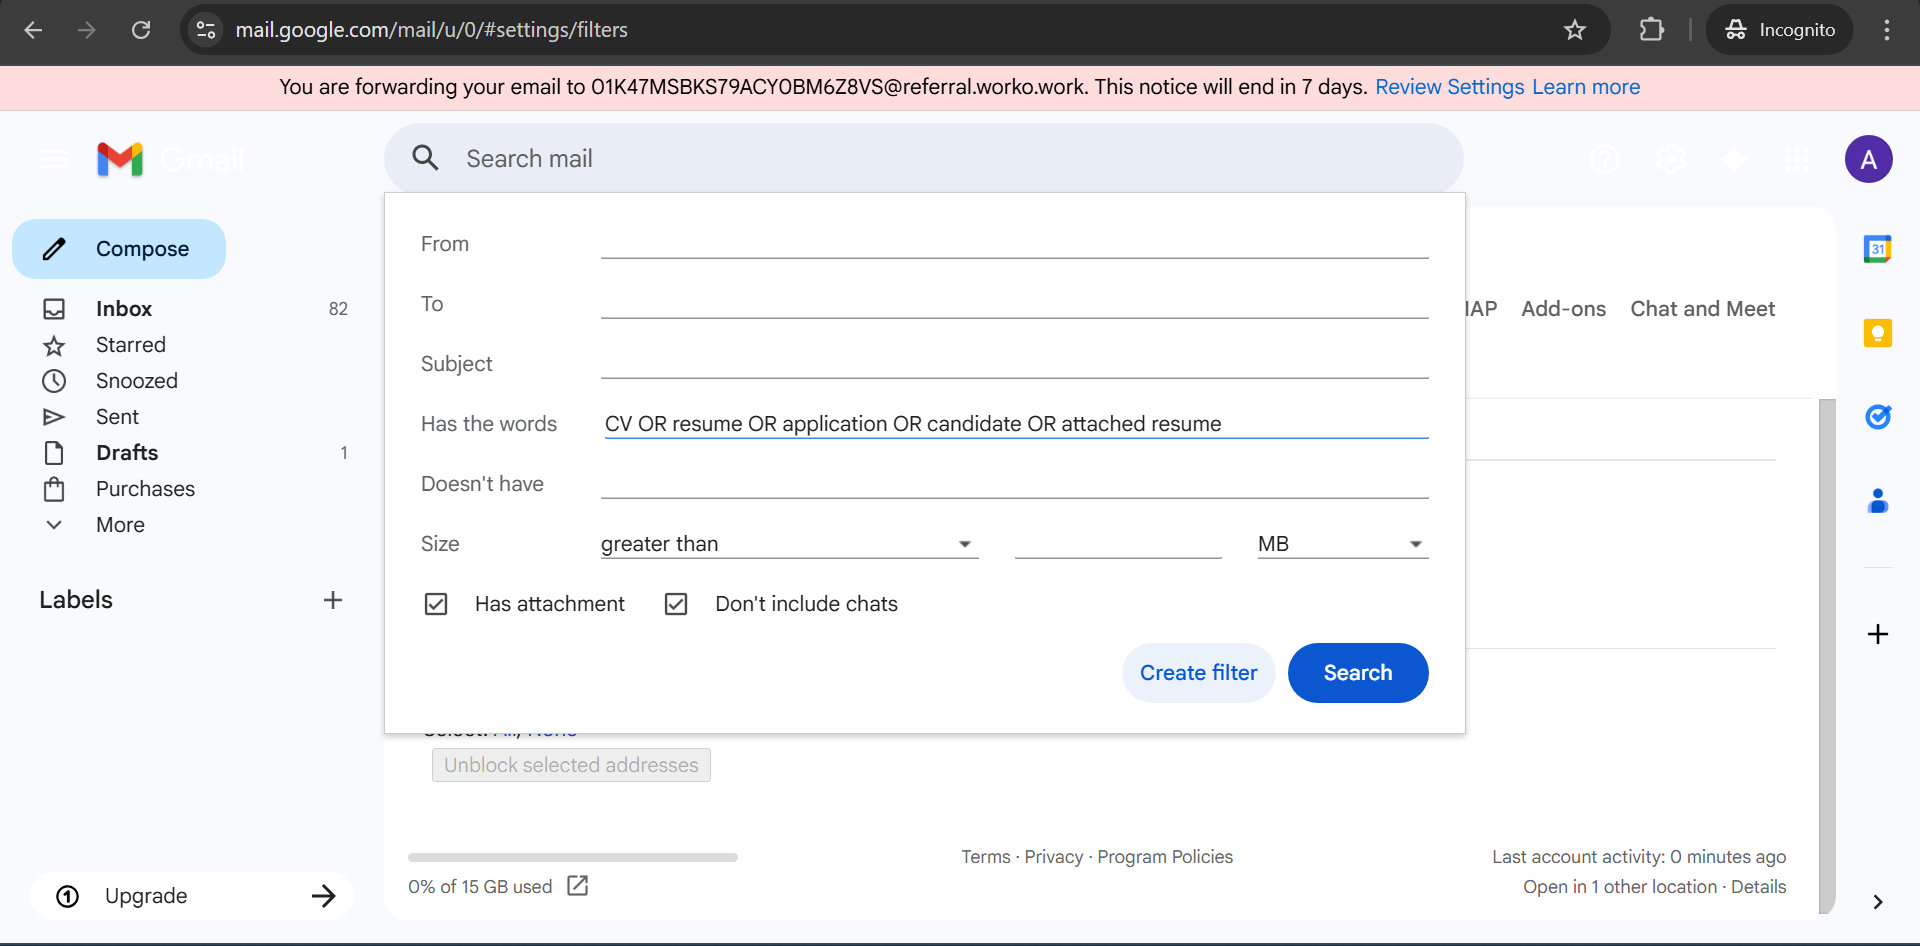 mail.google.com/mail/u/0/#settings/filters
Incognito
You are forwarding your email to 01K47MSBKS79ACY0BM6Z8VS@referral.worko.work. This notice will end in 7 days. Review Settings Learn more
Gmail
Search mail
A
Compose
Inbox 82
Starred
Snoozed
Sent
Drafts 1
Purchases
More
Labels
Upgrade
From
To
Subject
Has the words CV OR resume OR application OR candidate OR attached resume
Doesn't have
Size greater than MB
Has attachment Don't include chats
Create filter Search
Add-ons Chat and Meet
31
Unblock selected addresses
0% of 15 GB used
Terms · Privacy · Program Policies
Last account activity: 0 minutes ago
Open in 1 other location · Details